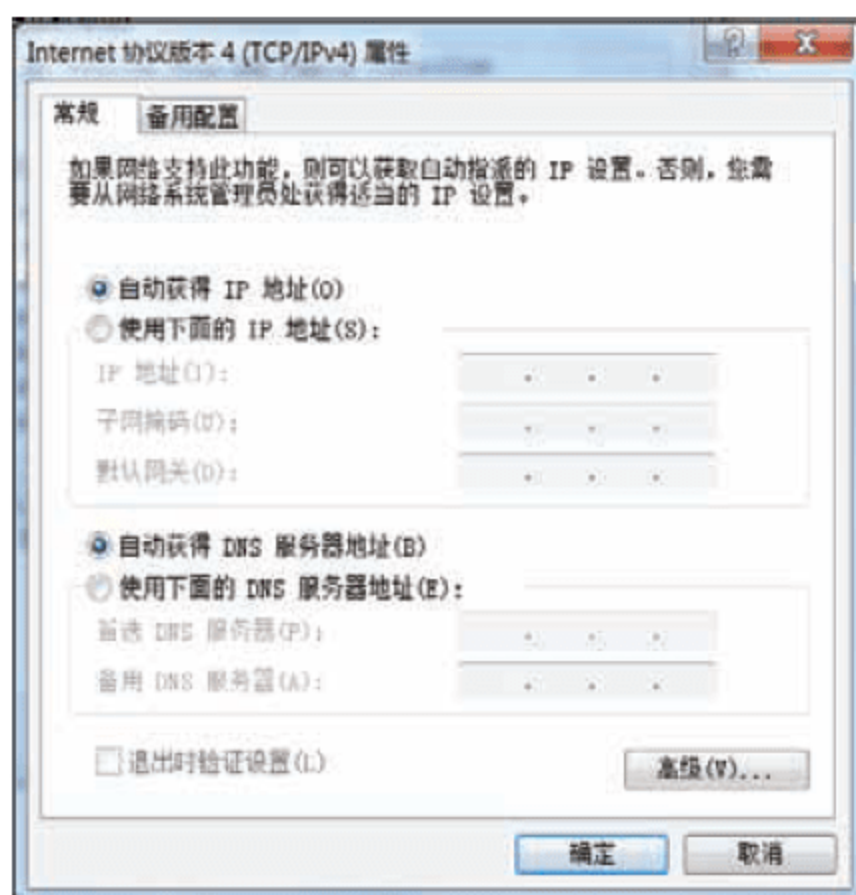 Internet 协议版本 4 (TCP/IPv4) 属性
常规
备用配置
如果网络支持此功能，则可以获取自动指派的 IP 设置。否则，您需
要从网络系统管理员处获得适当的 IP 设置。
自动获得 IP 地址(O)
使用下面的 IP 地址(S):
IP 地址(I):
子网掩码(U):
默认网关(D):
自动获得 DNS 服务器地址(B)
使用下面的 DNS 服务器地址(E):
首选 DNS 服务器(P):
备用 DNS 服务器(A):
退出时验证设置(L)
高级(V)...
确定
取消